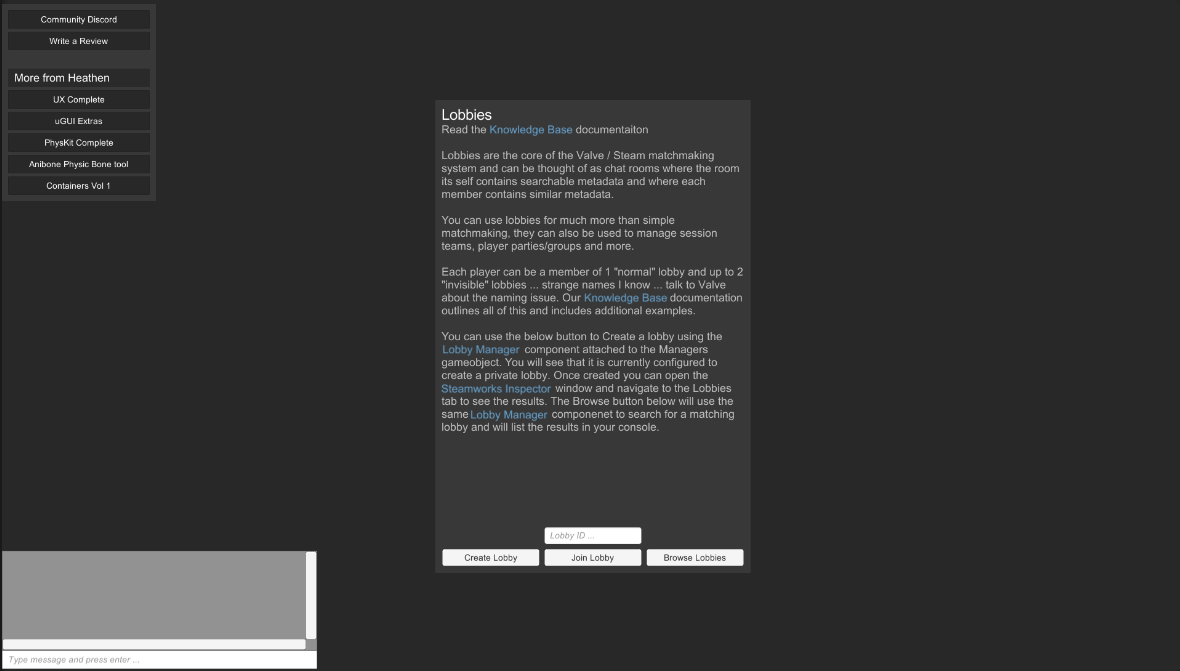 Community Discord
Write a Review
More from Heathen
UX Complete
uGUI Extras
PhysKit Complete
Anibone Physic Bone tool
Containers Vol 1
Lobbies
Read the Knowledge Base documentaiton
Lobbies are the core of the Valve / Steam matchmaking
system and can be thought of as chat rooms where the room
its self contains searchable metadata and where each
member contains similar metadata.
You can use lobbies for much more than simple
matchmaking, they can also be used to manage session
teams, player parties/groups and more.
Each player can be a member of 1 "normal" lobby and up to 2
"invisible" lobbies ... strange names I know ... talk to Valve
about the naming issue. Our Knowledge Base documentation
outlines all of this and includes additional examples.
You can use the below button to Create a lobby using the
Lobby Manager component attached to the Managers
gameobject. You will see that it is currently configured to
create a private lobby. Once created you can open the
Steamworks Inspector window and navigate to the Lobbies
tab to see the results. The Browse button below will use the
same Lobby Manager componenet to search for a matching
lobby and will list the results in your console.
Lobby ID ...
Create Lobby
Join Lobby
Browse Lobbies
Type message and press enter ...